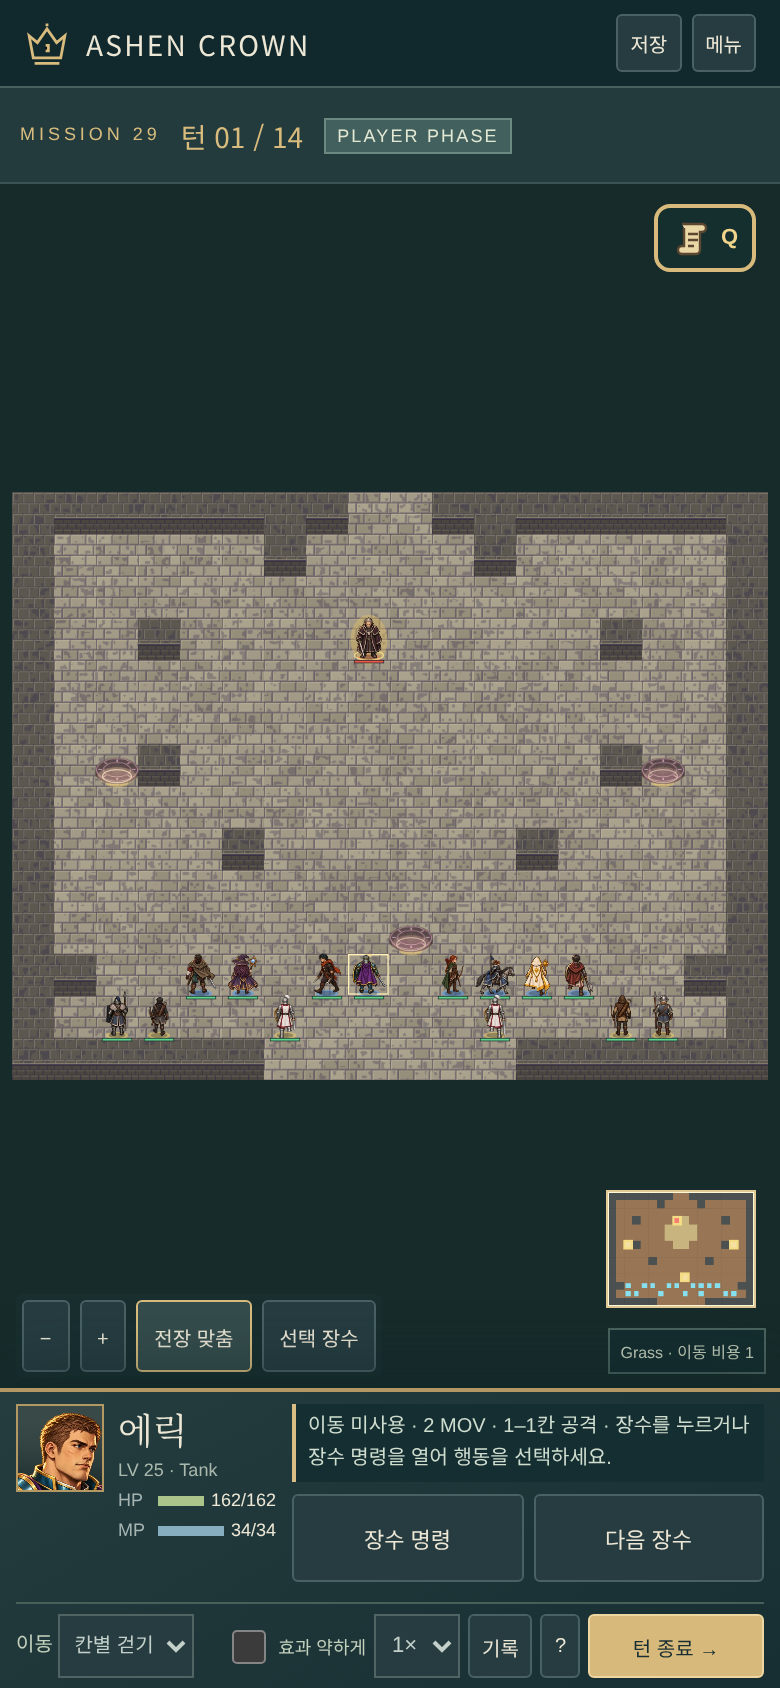 ASHEN CROWN
저장
메뉴
MISSION 29
턴 01 / 14
PLAYER PHASE
Q
−
+
전장 맞춤
선택 장수
Grass · 이동 비용 1
에릭
LV 25 · Tank
HP 162/162
MP 34/34
이동 미사용 · 2 MOV · 1–1칸 공격 · 장수를 누르거나
장수 명령을 열어 행동을 선택하세요.
장수 명령
다음 장수
이동
칸별 걷기
효과 약하게
1×
기록
?
턴 종료 →